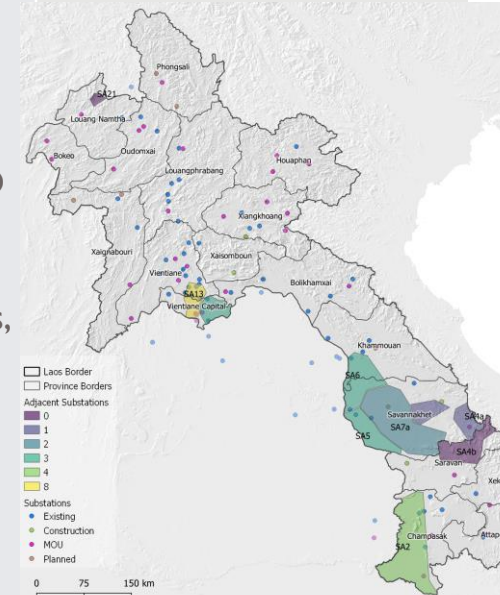 Phongsali
SA21
Louang-Namtha
Bokeo
Oudomxai
Houaphan
Louangphrabang
Xiangkhoang
Xaignabouri
Vientiane
Xaisomboun
SA13
Vientiane Capital
Bolikhamxai
Khammouan
SA6
Savannakhet
SA4a
SA7a
SA5
SA4b
Saravan
Xek
Champasak
Attap
SA2
Laos Border
Province Borders
Adjacent Substations
0
1
2
3
4
8
Substations
Existing
Construction
MOU
Planned
0 75 150 km